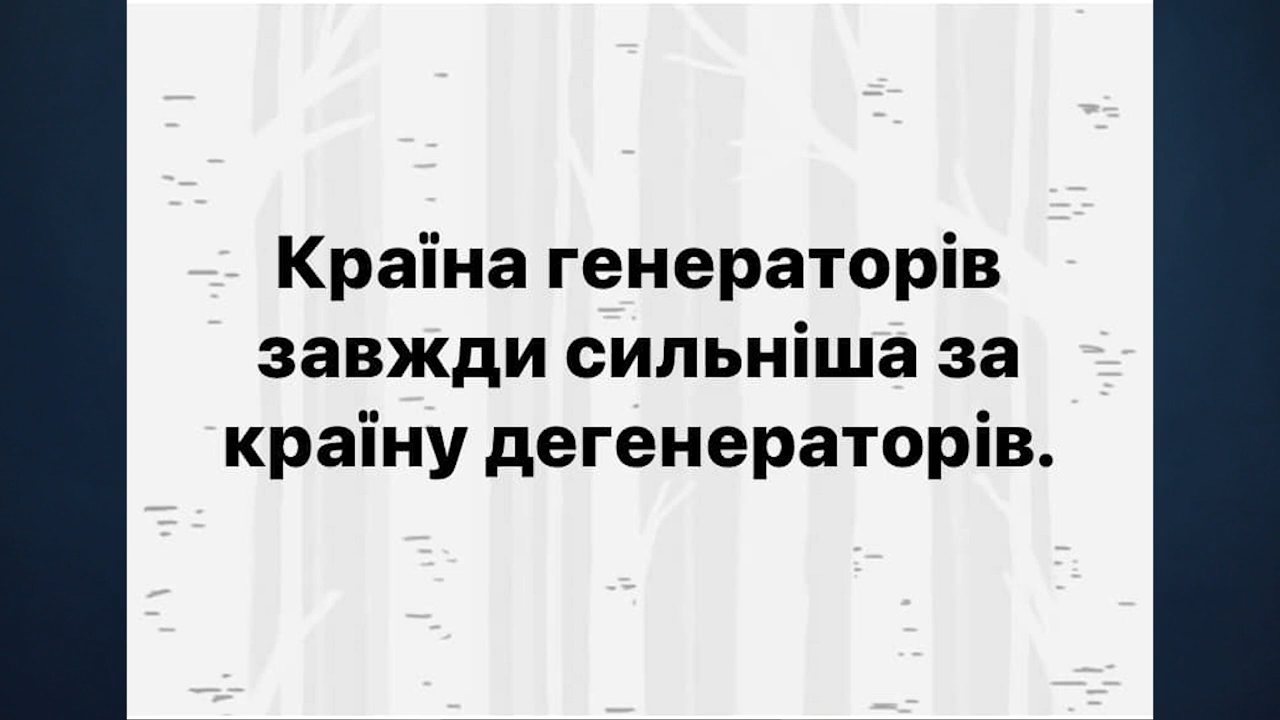 Країна генераторів
завжди сильніша за
країну дегенераторів.